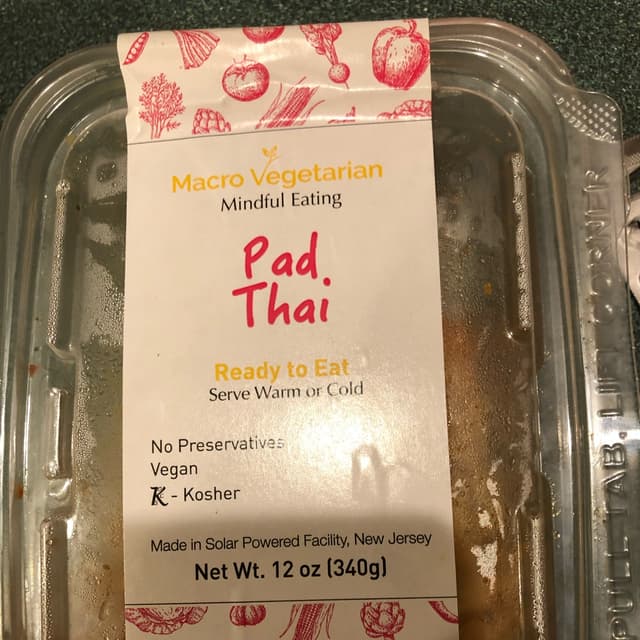 Macro Vegetarian
Mindful Eating
Pad
Thai
Ready to Eat
Serve Warm or Cold
No Preservatives
Vegan
K - Kosher
Made in Solar Powered Facility, New Jersey
Net Wt. 12 oz (340g)
PULL TAB, LIFT CORNER